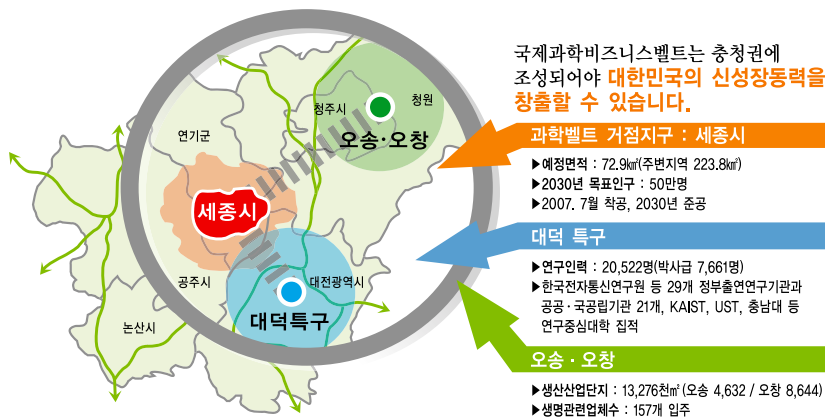 국제과학비즈니스벨트는 충청권에
조성되어야 대한민국의 신성장동력을
창출할 수 있습니다.
과학벨트 거점지구 : 세종시
▶예정면적 : 72.9㎢(주변지역 223.8㎢)
▶2030년 목표인구 : 50만명
▶2007. 7월 착공, 2030년 준공
대덕 특구
▶연구인력 : 20,522명(박사급 7,661명)
▶한국전자통신연구원 등 29개 정부출연연구기관과
공공·국공립기관 21개, KAIST, UST, 충남대 등
연구중심대학 집적
오송·오창
▶생산산업단지 : 13,276천㎡(오송 4,632 / 오창 8,644)
▶생명관련업체수 : 157개 입주
청원
청주시
연기군
오송·오창
세종시
공주시
대전광역시
대덕특구
논산시